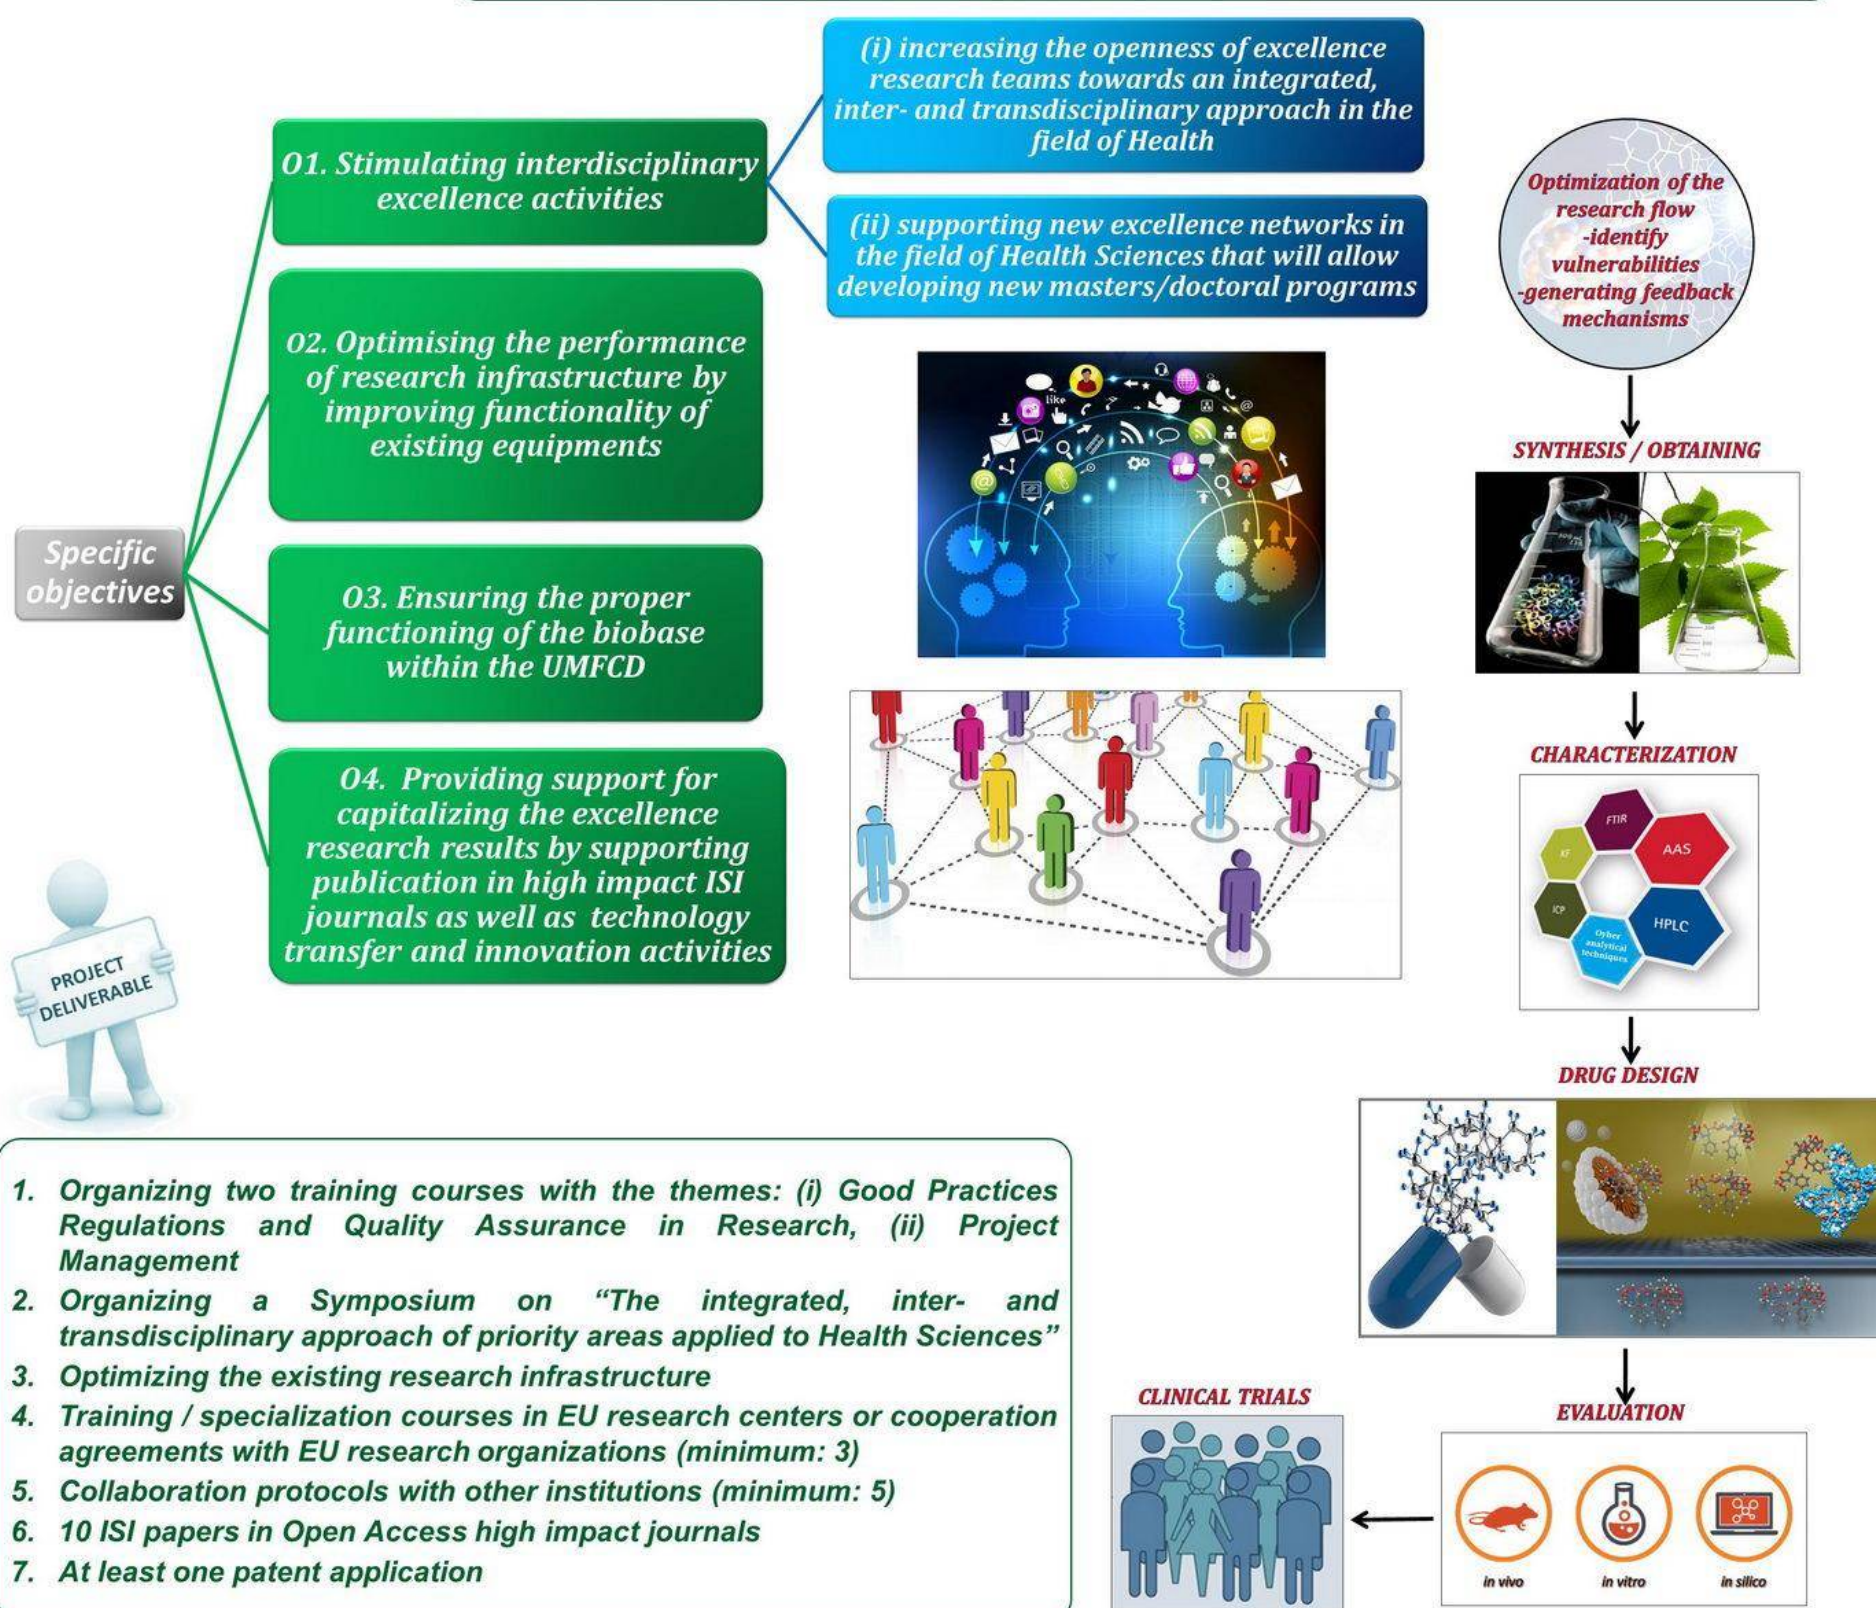 (i) increasing the openness of excellence
research teams towards an integrated,
inter- and transdisciplinary approach in the
field of Health
O1. Stimulating interdisciplinary
excellence activities
(ii) supporting new excellence networks in
the field of Health Sciences that will allow
developing new masters/doctoral programs
O2. Optimising the performance
of research infrastructure by
improving functionality of
existing equipments
Specific
objectives
O3. Ensuring the proper
functioning of the biobase
within the UMFCD
O4. Providing support for
capitalizing the excellence
research results by supporting
publication in high impact ISI
journals as well as technology
transfer and innovation activities
like
@
@
PROJECT
DELIVERABLE
1. Organizing two training courses with the themes: (i) Good Practices
Regulations and Quality Assurance in Research, (ii) Project
Management
2. Organizing a Symposium on “The integrated, inter- and
transdisciplinary approach of priority areas applied to Health Sciences”
3. Optimizing the existing research infrastructure
4. Training / specialization courses in EU research centers or cooperation
agreements with EU research organizations (minimum: 3)
5. Collaboration protocols with other institutions (minimum: 5)
6. 10 ISI papers in Open Access high impact journals
7. At least one patent application
Optimization of the
research flow
-identify
vulnerabilities
-generating feedback
mechanisms
SYNTHESIS / OBTAINING
CHARACTERIZATION
FTIR
AAS
HPLC
Oyher
analytical
techniques
ICP
KF
DRUG DESIGN
EVALUATION
in vivo
in vitro
in silico
CLINICAL TRIALS